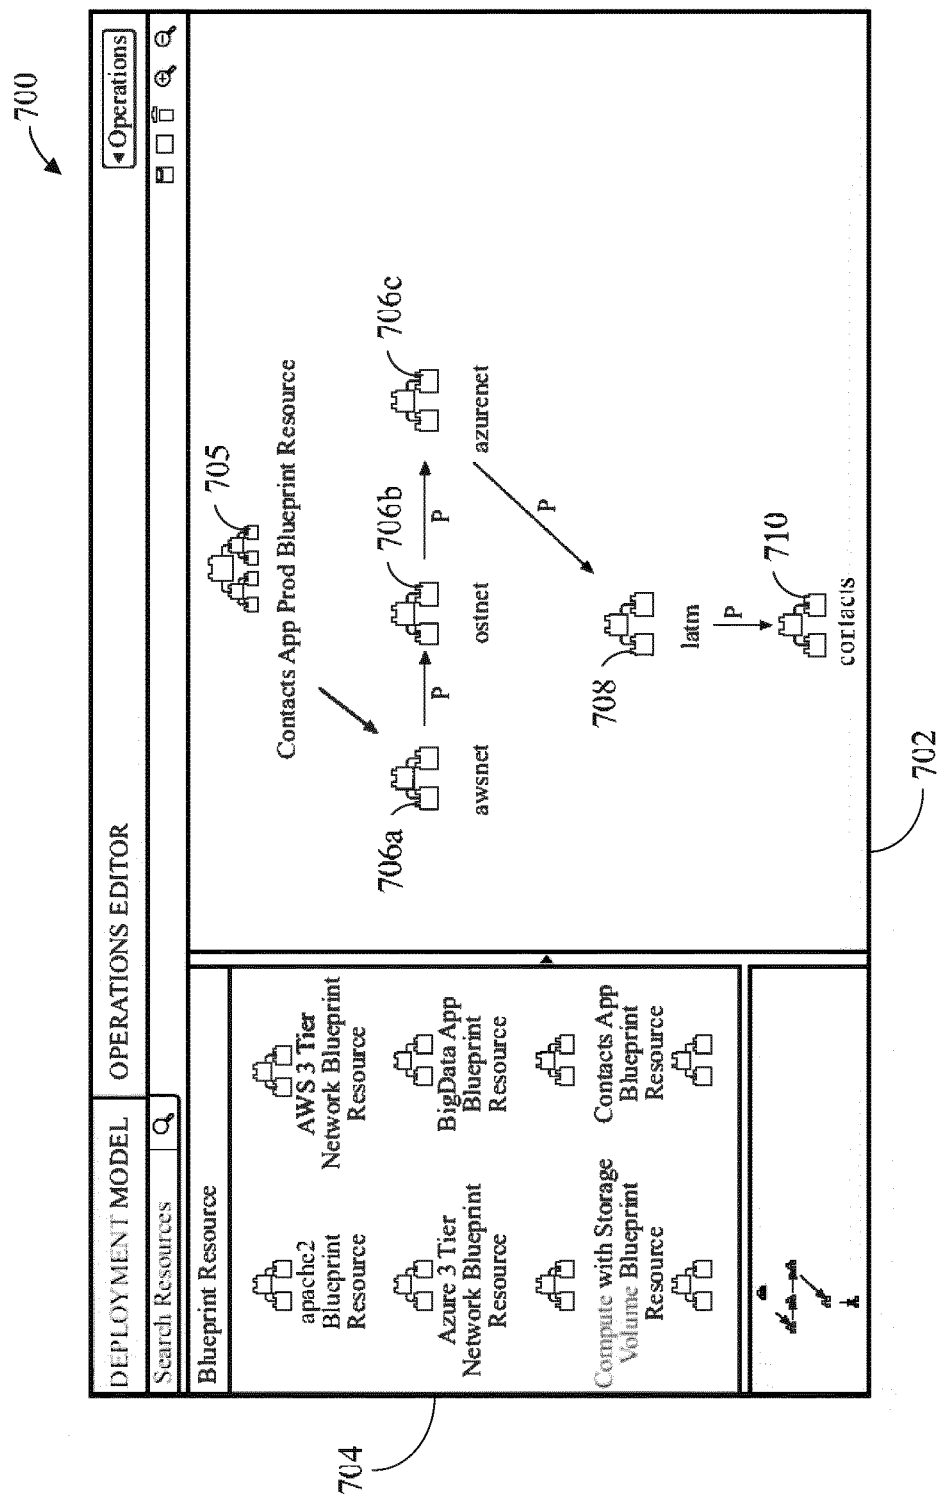 700
DEPLOYMENT MODEL
OPERATIONS EDITOR
Operations
Search Resources
Blueprint Resource
apache2
Blueprint
Resource
AWS 3 Tier
Network Blueprint
Resource
Azure 3 Tier
Network Blueprint
Resource
BigData App
Blueprint
Resource
Compute with Storage
Volume Blueprint
Resource
Contacts App
Blueprint
Resource
704
705
Contacts App Prod Blueprint Resource
706a
awsnet
P
706b
ostnet
P
706c
azurenet
P
708
latm
P
710
contacts
702